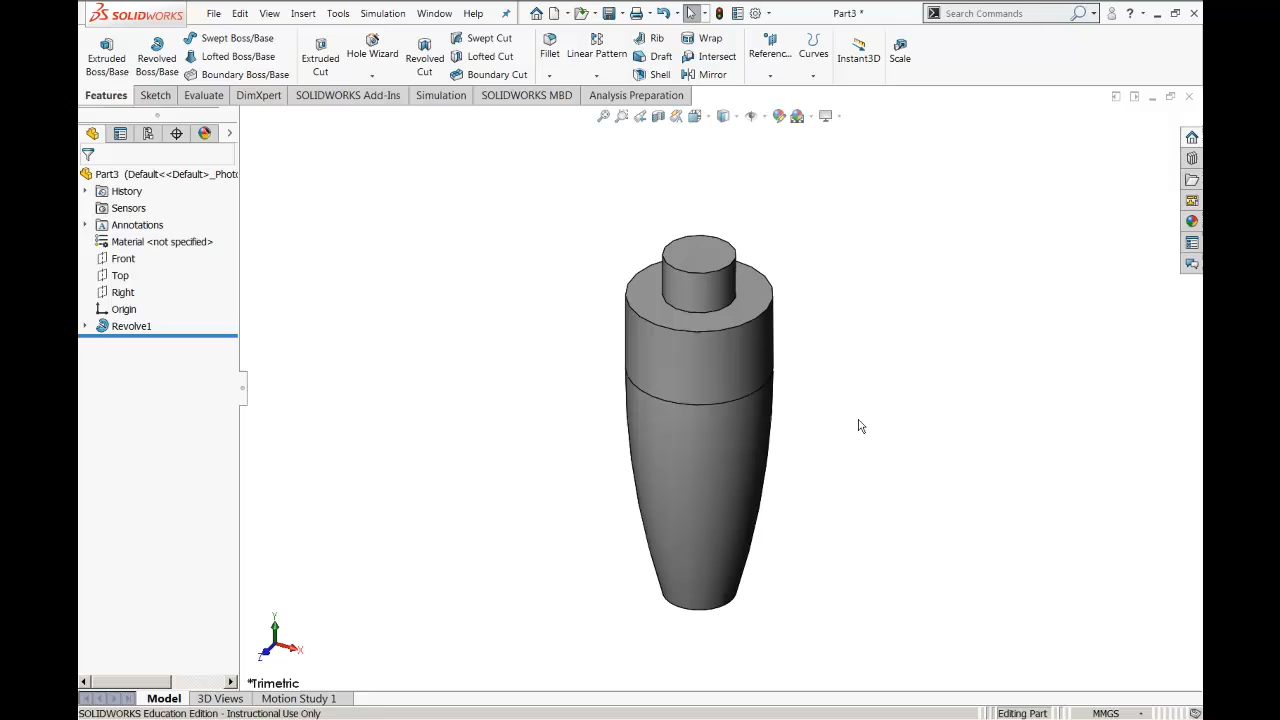 SOLIDWORKS
File Edit View Insert Tools Simulation Window Help
Part3 *
Search Commands
Extruded Boss/Base
Revolved Boss/Base
Swept Boss/Base
Lofted Boss/Base
Boundary Boss/Base
Extruded Cut
Hole Wizard
Revolved Cut
Swept Cut
Lofted Cut
Boundary Cut
Fillet
Linear Pattern
Rib
Draft
Shell
Wrap
Intersect
Mirror
Referenc...
Curves
Instant3D
Scale
Features Sketch Evaluate DimXpert SOLIDWORKS Add-Ins Simulation SOLIDWORKS MBD Analysis Preparation
Part3 (Default<<Default>_Phot
History
Sensors
A Annotations
Material <not specified>
Front
Top
Right
Origin
Revolve1
Y
X
Z
*Trimetric
Model 3D Views Motion Study 1
SOLIDWORKS Education Edition - Instructional Use Only
Editing Part
MMGS